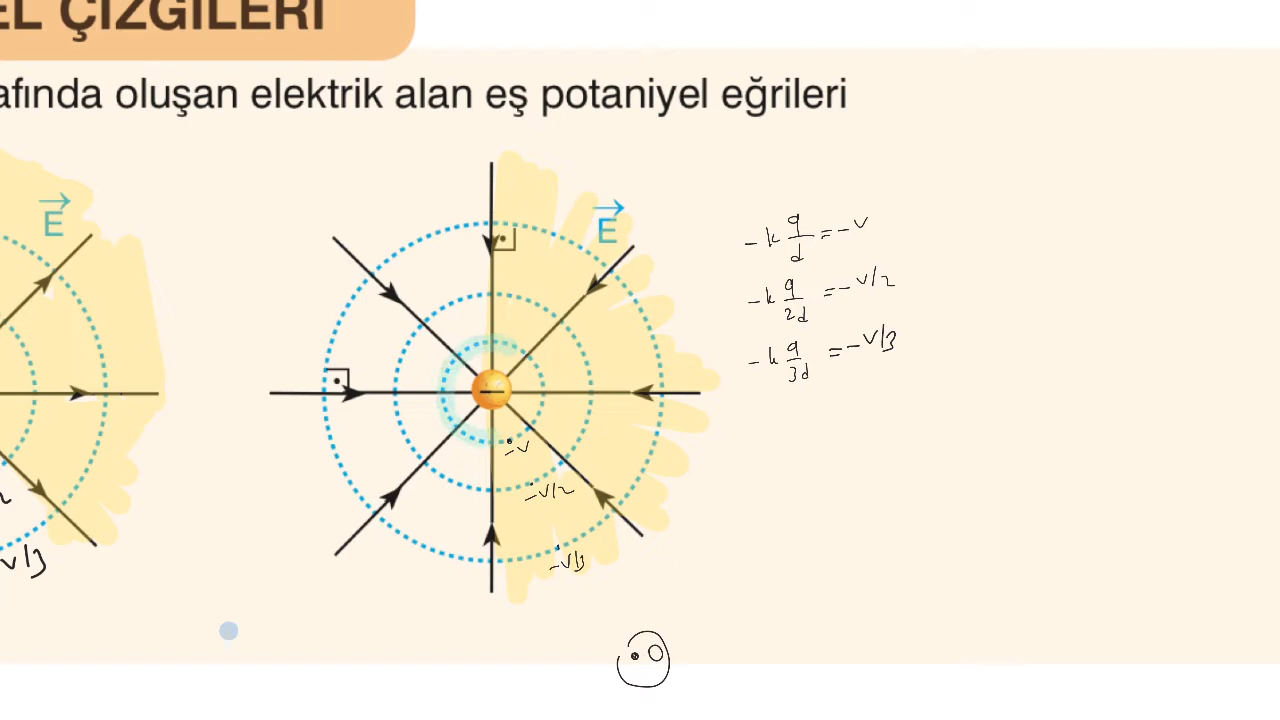 EL ÇİZGİLERİ
afında oluşan elektrik alan eş potaniyel eğrileri
E
E
-k q/d = -V
-k q/2d = -V/2
-k q/3d = -V/3
-V
-V/2
-V/3
V/3